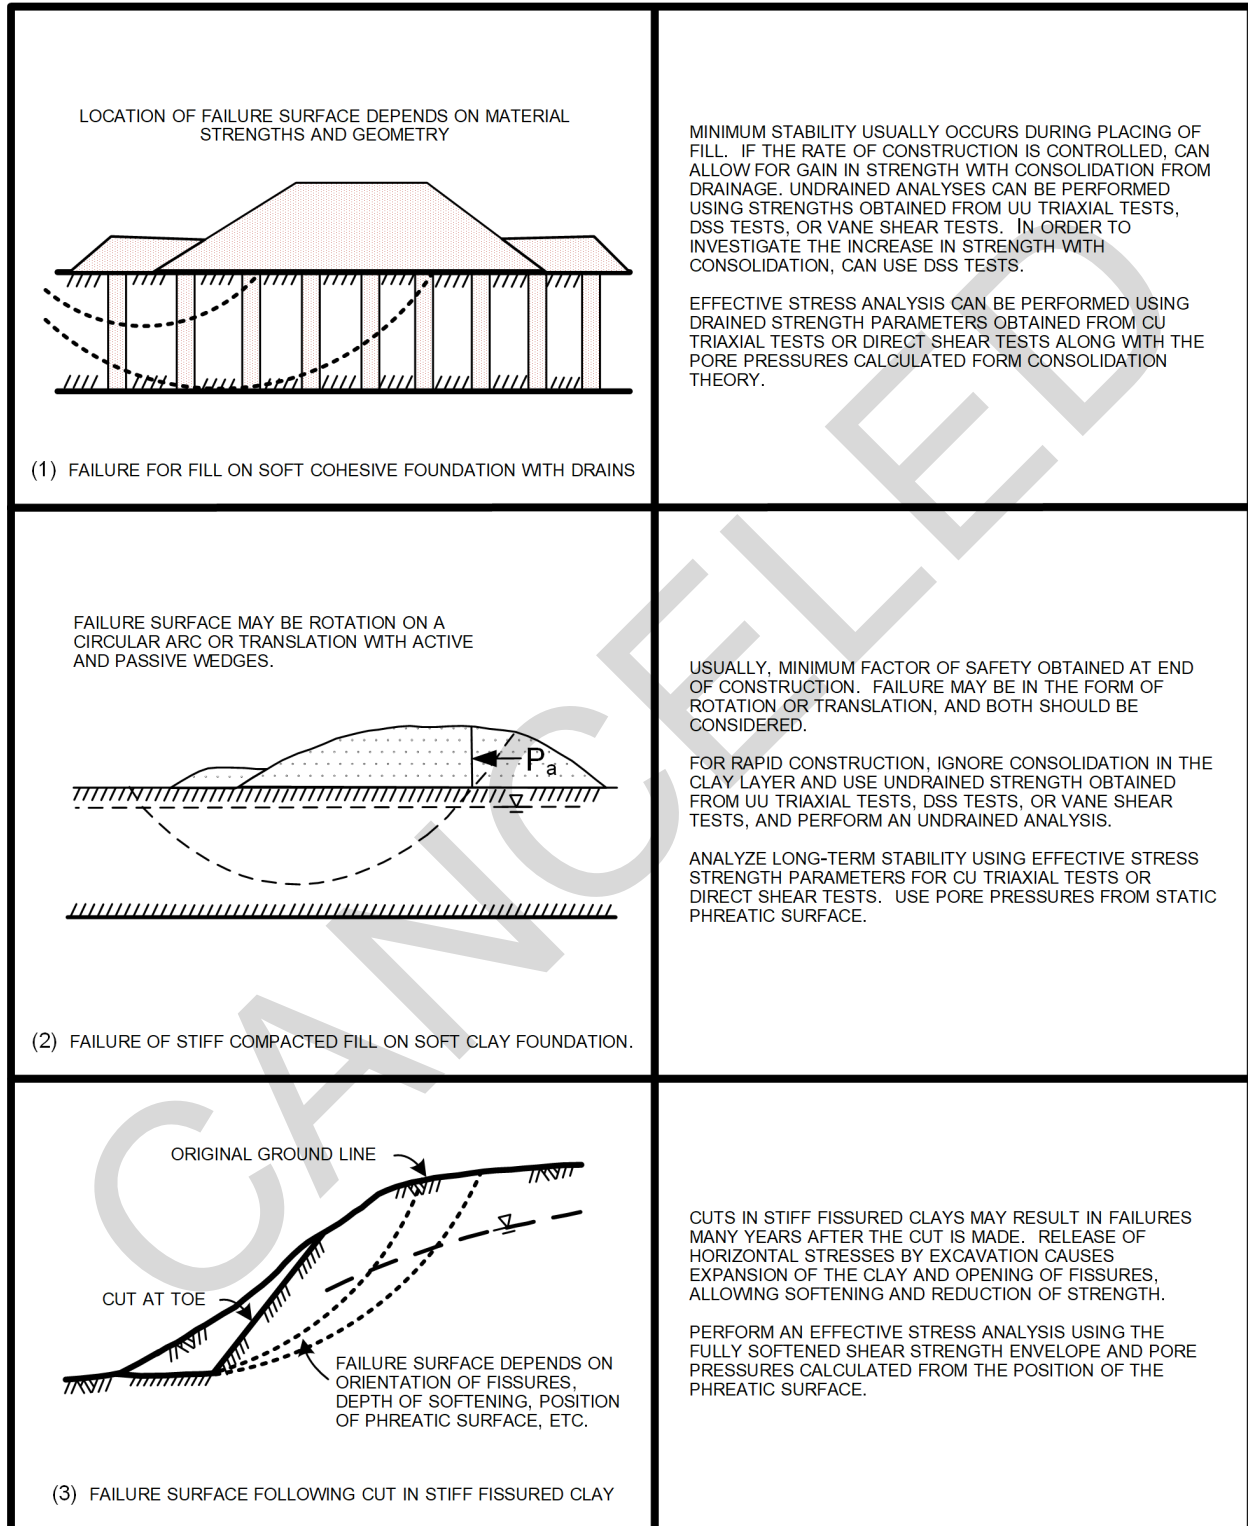 LOCATION OF FAILURE SURFACE DEPENDS ON MATERIAL
STRENGTHS AND GEOMETRY
(1) FAILURE FOR FILL ON SOFT COHESIVE FOUNDATION WITH DRAINS
MINIMUM STABILITY USUALLY OCCURS DURING PLACING OF
FILL. IF THE RATE OF CONSTRUCTION IS CONTROLLED, CAN
ALLOW FOR GAIN IN STRENGTH WITH CONSOLIDATION FROM
DRAINAGE. UNDRAINED ANALYSES CAN BE PERFORMED
USING STRENGTHS OBTAINED FROM UU TRIAXIAL TESTS,
DSS TESTS, OR VANE SHEAR TESTS. IN ORDER TO
INVESTIGATE THE INCREASE IN STRENGTH WITH
CONSOLIDATION, CAN USE DSS TESTS.
EFFECTIVE STRESS ANALYSIS CAN BE PERFORMED USING
DRAINED STRENGTH PARAMETERS OBTAINED FROM CU
TRIAXIAL TESTS OR DIRECT SHEAR TESTS ALONG WITH THE
PORE PRESSURES CALCULATED FORM CONSOLIDATION
THEORY.
FAILURE SURFACE MAY BE ROTATION ON A
CIRCULAR ARC OR TRANSLATION WITH ACTIVE
AND PASSIVE WEDGES.
Pa
(2) FAILURE OF STIFF COMPACTED FILL ON SOFT CLAY FOUNDATION.
USUALLY, MINIMUM FACTOR OF SAFETY OBTAINED AT END
OF CONSTRUCTION. FAILURE MAY BE IN THE FORM OF
ROTATION OR TRANSLATION, AND BOTH SHOULD BE
CONSIDERED.
FOR RAPID CONSTRUCTION, IGNORE CONSOLIDATION IN THE
CLAY LAYER AND USE UNDRAINED STRENGTH OBTAINED
FROM UU TRIAXIAL TESTS, DSS TESTS, OR VANE SHEAR
TESTS, AND PERFORM AN UNDRAINED ANALYSIS.
ANALYZE LONG-TERM STABILITY USING EFFECTIVE STRESS
STRENGTH PARAMETERS FOR CU TRIAXIAL TESTS OR
DIRECT SHEAR TESTS. USE PORE PRESSURES FROM STATIC
PHREATIC SURFACE.
ORIGINAL GROUND LINE
CUT AT TOE
FAILURE SURFACE DEPENDS ON
ORIENTATION OF FISSURES,
DEPTH OF SOFTENING, POSITION
OF PHREATIC SURFACE, ETC.
(3) FAILURE SURFACE FOLLOWING CUT IN STIFF FISSURED CLAY
CUTS IN STIFF FISSURED CLAYS MAY RESULT IN FAILURES
MANY YEARS AFTER THE CUT IS MADE. RELEASE OF
HORIZONTAL STRESSES BY EXCAVATION CAUSES
EXPANSION OF THE CLAY AND OPENING OF FISSURES,
ALLOWING SOFTENING AND REDUCTION OF STRENGTH.
PERFORM AN EFFECTIVE STRESS ANALYSIS USING THE
FULLY SOFTENED SHEAR STRENGTH ENVELOPE AND PORE
PRESSURES CALCULATED FROM THE POSITION OF THE
PHREATIC SURFACE.
CANCELED